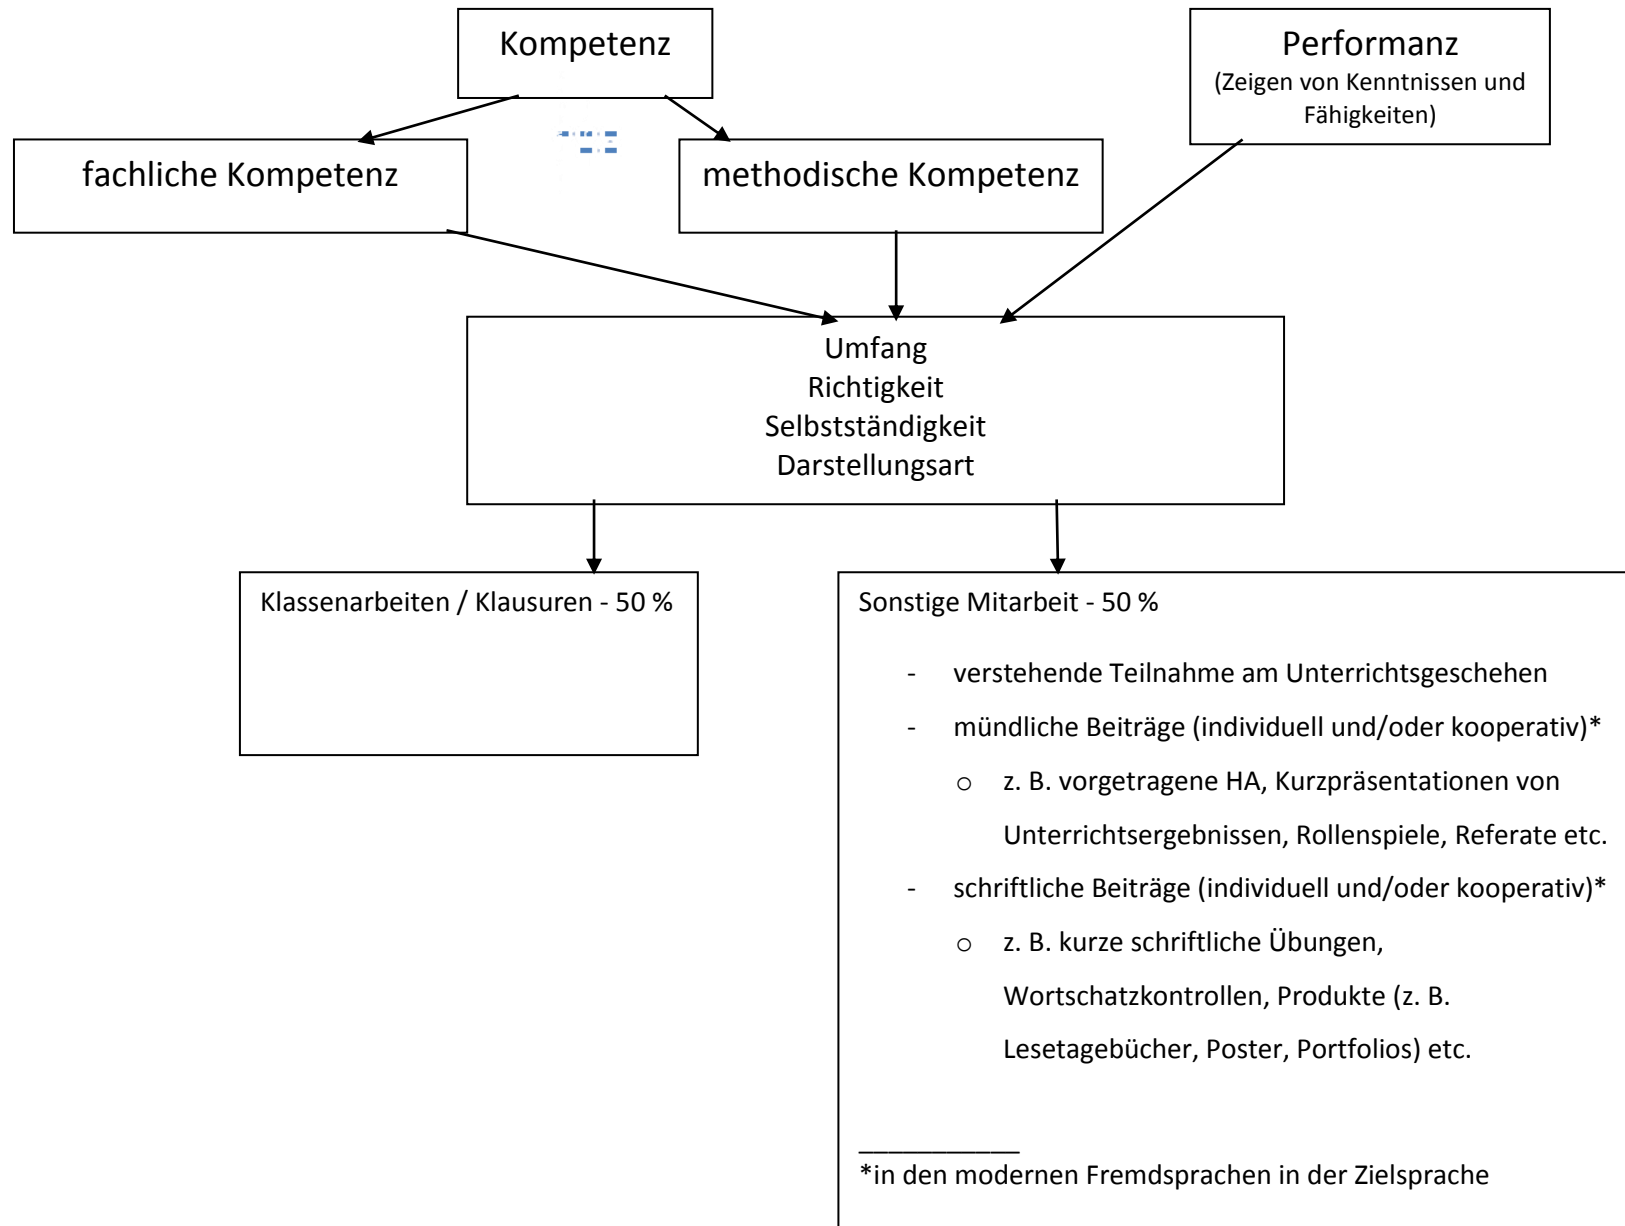 Kompetenz
Performanz
(Zeigen von Kenntnissen und
Fähigkeiten)
fachliche Kompetenz
methodische Kompetenz
Umfang
Richtigkeit
Selbstständigkeit
Darstellungsart
Klassenarbeiten / Klausuren - 50 %
Sonstige Mitarbeit - 50 %
- verstehende Teilnahme am Unterrichtsgeschehen
- mündliche Beiträge (individuell und/oder kooperativ)*
o z. B. vorgetragene HA, Kurzpräsentationen von
Unterrichtsergebnissen, Rollenspiele, Referate etc.
- schriftliche Beiträge (individuell und/oder kooperativ)*
o z. B. kurze schriftliche Übungen,
Wortschatzkontrollen, Produkte (z. B.
Lesetagebücher, Poster, Portfolios) etc.
*in den modernen Fremdsprachen in der Zielsprache